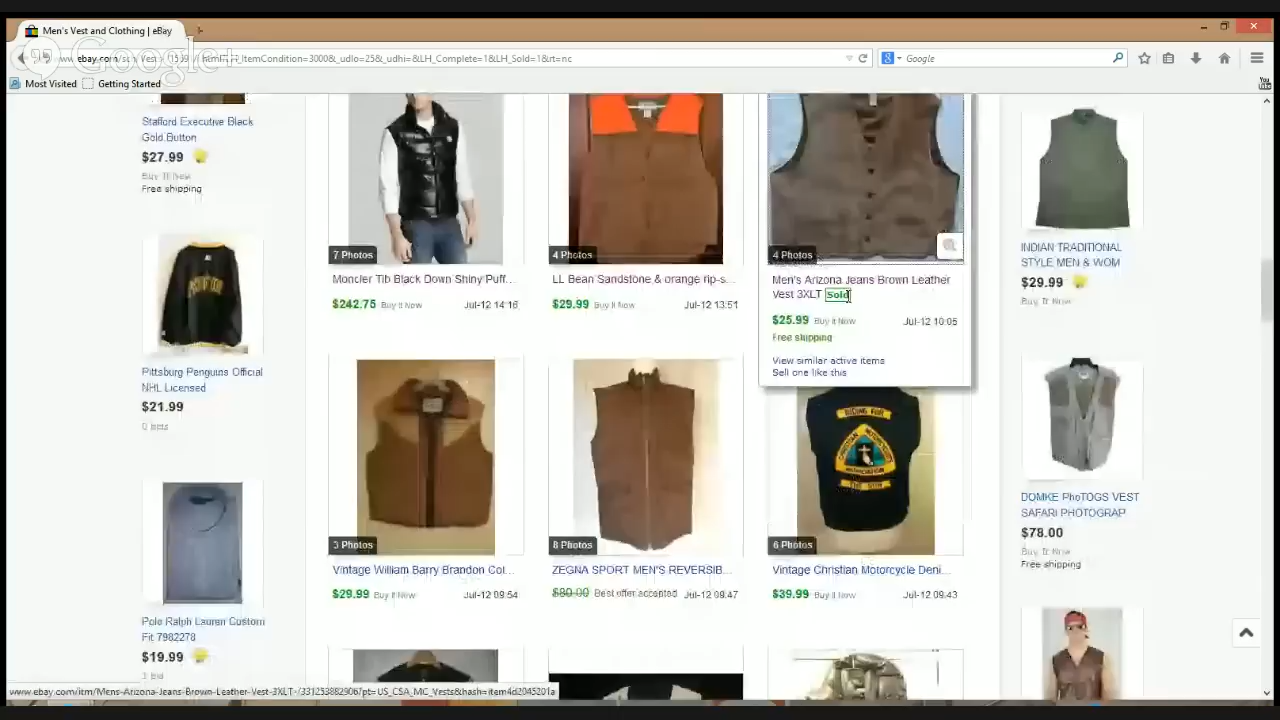 Men's Vest and Clothing | eBay
Google+
Google
Most Visited
Getting Started
Stafford Executive Black
Gold Button
$27.99
Buy It Now
Free shipping
Pittsburgh Penguins Official
NHL Licensed
$21.99
0 bids
Polo Ralph Lauren Custom
Fit 7982278
$19.99
7 Photos
Moncler Tib Black Down Shiny Puff...
$242.75 Buy It Now Jul-12 14:16
4 Photos
LL Bean Sandstone & orange rip-s...
$29.99 Buy It Now Jul-12 13:51
4 Photos
Men's Arizona Jeans Brown Leather
Vest 3XLT Sold
$25.99 Buy It Now Jul-12 10:05
Free shipping
View similar active items
Sell one like this
3 Photos
Vintage William Barry Brandon Col...
$29.99 Buy It Now Jul-12 09:54
8 Photos
ZEGNA SPORT MEN'S REVERSIB...
$80.00 Best offer accepted Jul-12 09:47
6 Photos
Vintage Christian Motorcycle Deni...
$39.99 Buy It Now Jul-12 09:43
INDIAN TRADITIONAL
STYLE MEN & WOM
$29.99
Buy It Now
DOMKE PhoTOGS VEST
SAFARI PHOTOGRAP
$78.00
Buy It Now
Free shipping